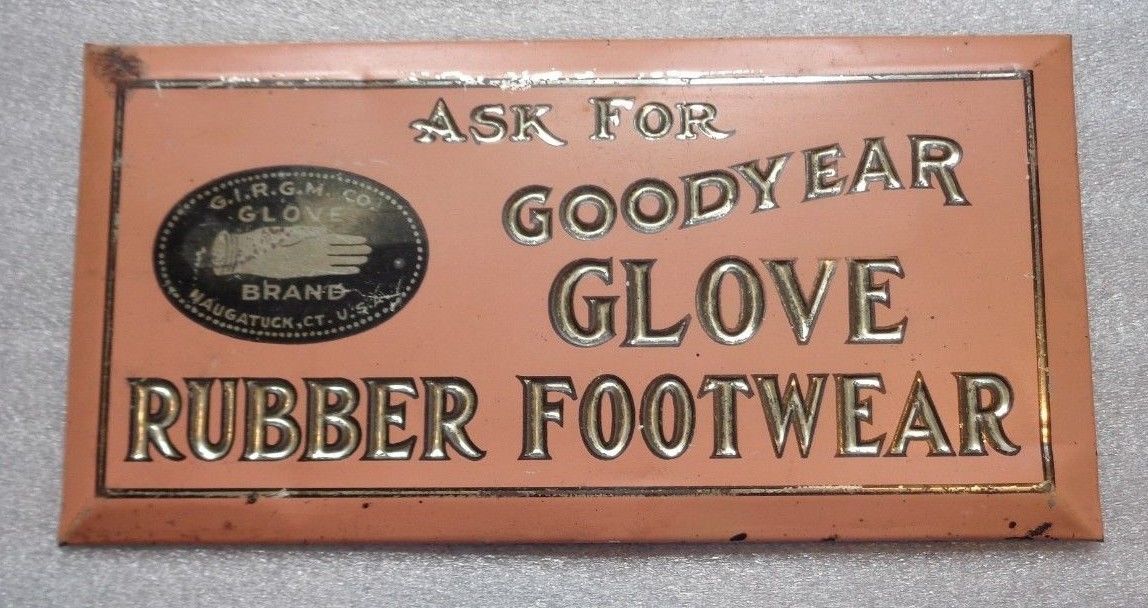 ASK FOR
GOODYEAR
GLOVE
RUBBER FOOTWEAR
G.I.R.G.M. CO.
GLOVE
BRAND
NAUGATUCK, CT. U.S.A.